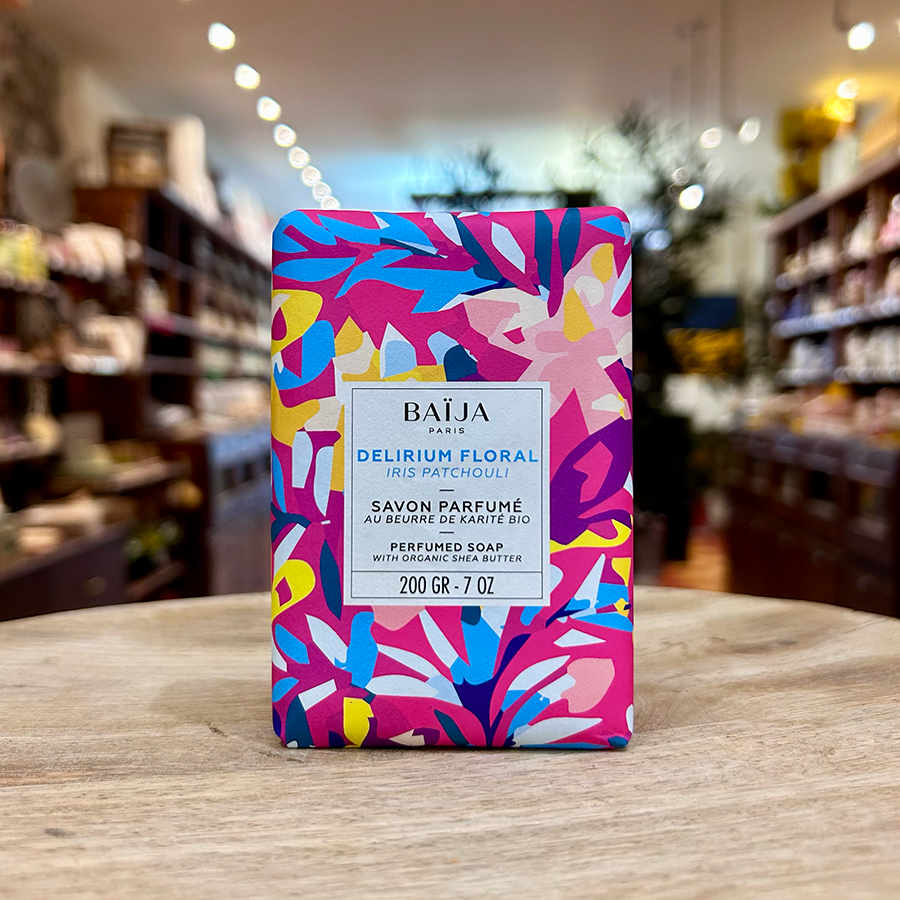 BAÏJA
PARIS
DELIRIUM FLORAL
IRIS PATCHOULI
SAVON PARFUMÉ
AU BEURRE DE KARITÉ BIO
PERFUMED SOAP
WITH ORGANIC SHEA BUTTER
200 GR - 7 OZ